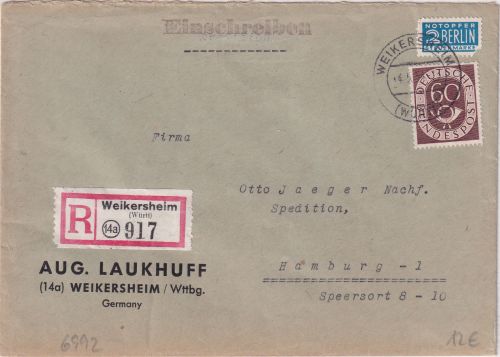 Einschreiben
NOTOPFER
2 BERLIN
STEUERMARKE
WEIKERSHEIM
(WÜRTT)
DEUTSCHE
60
BUNDESPOST
Firma
Otto Jaeger Nachf.
Spedition,
Hamburg - 1
Speersort 8 - 10
R
Weikersheim
(Württ)
14a 917
AUG. LAUKHUFF
(14a) WEIKERSHEIM / Wttbg.
Germany
6992
12€